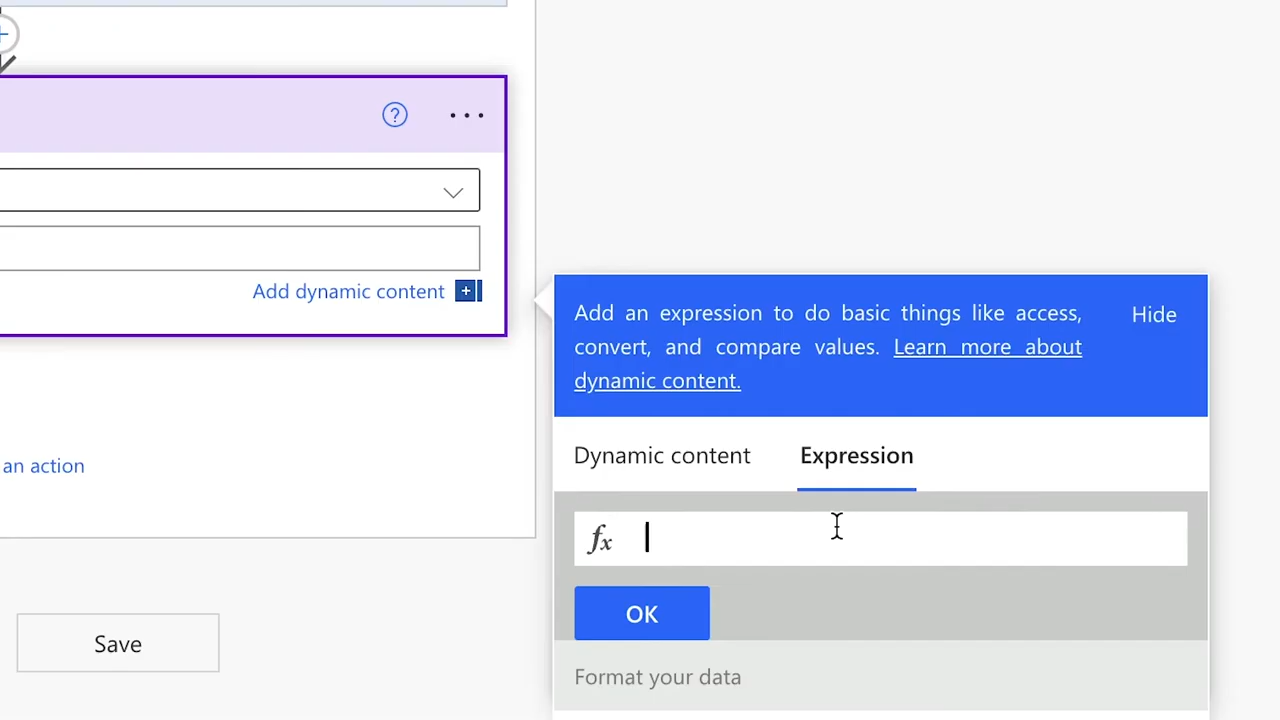 Add dynamic content
Add an expression to do basic things like access,
convert, and compare values. Learn more about
dynamic content.
Hide
Dynamic content
Expression
an action
fx
OK
Save
Format your data